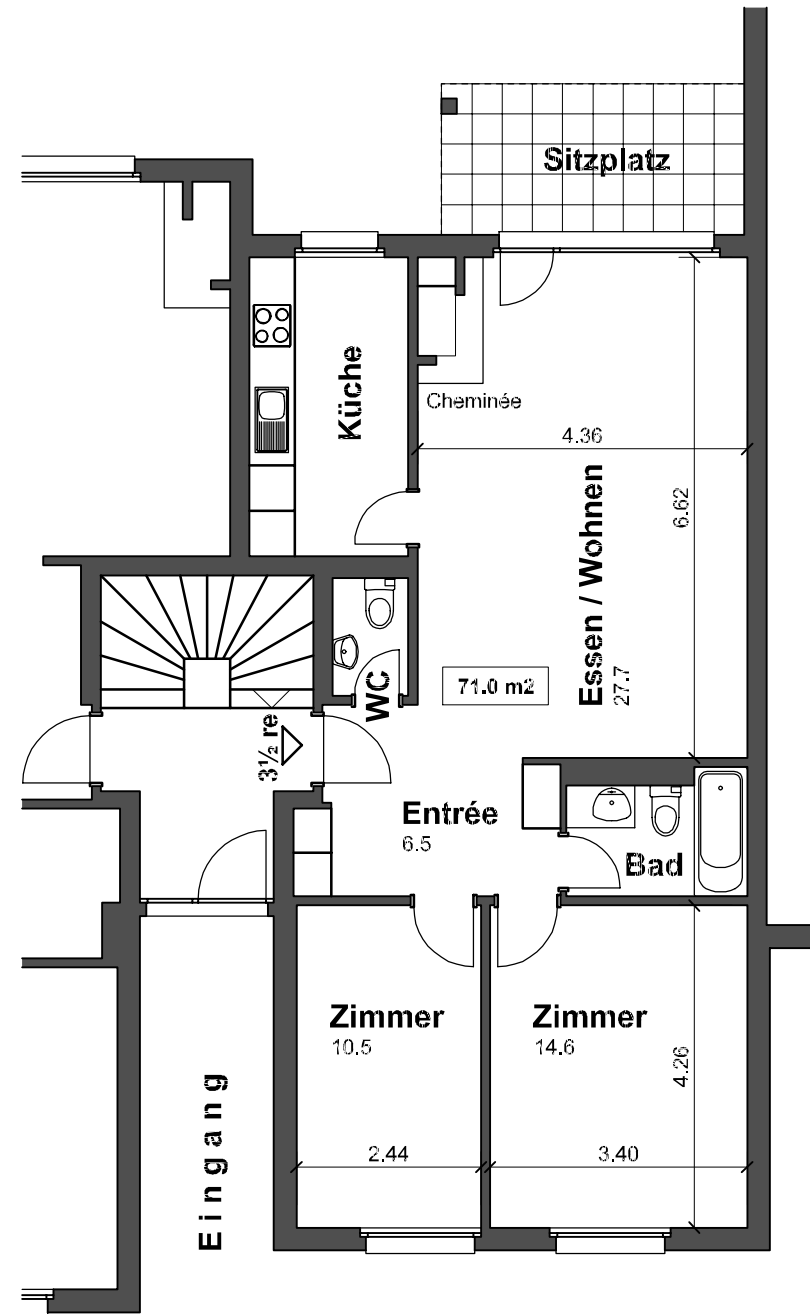 Sitzplatz
Küche
Cheminée
4.36
6.62
Essen / Wohnen
27.7
WC
71.0 m2
3½ re
Entrée
6.5
Bad
Zimmer
10.5
Zimmer
14.6
4.26
Eingang
2.44
3.40